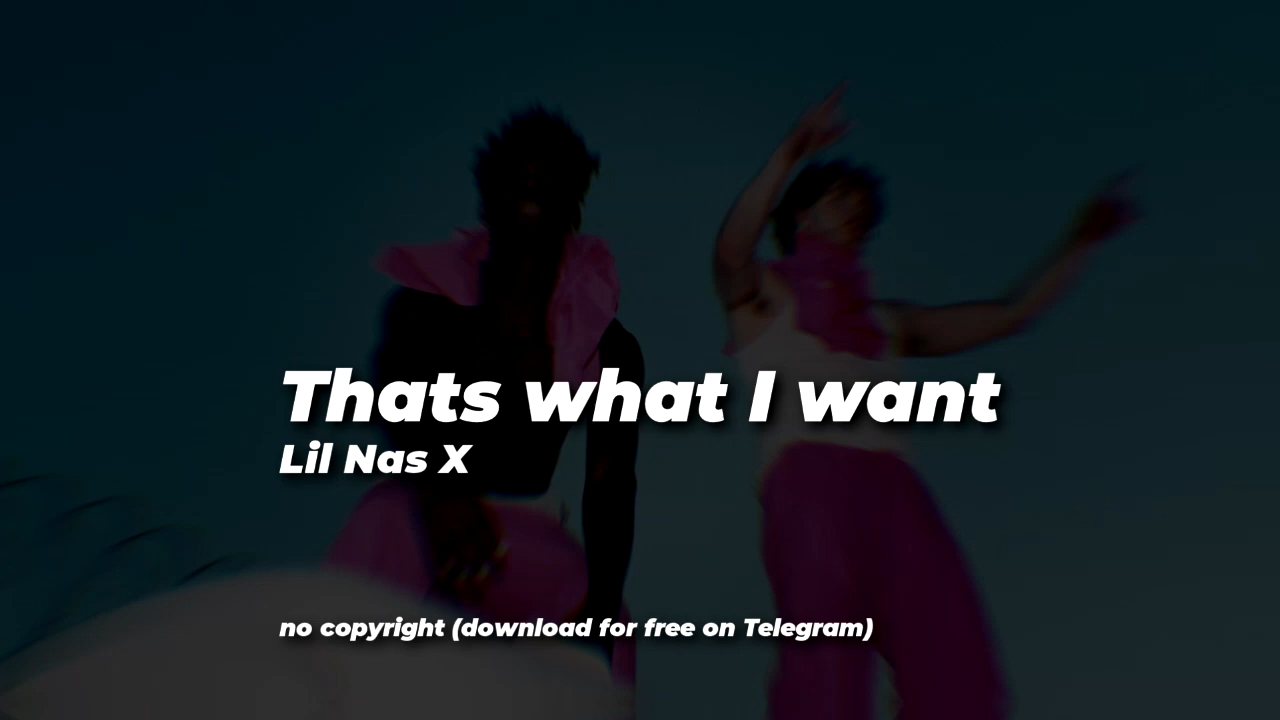 Thats what I want
Lil Nas X
no copyright (download for free on Telegram)